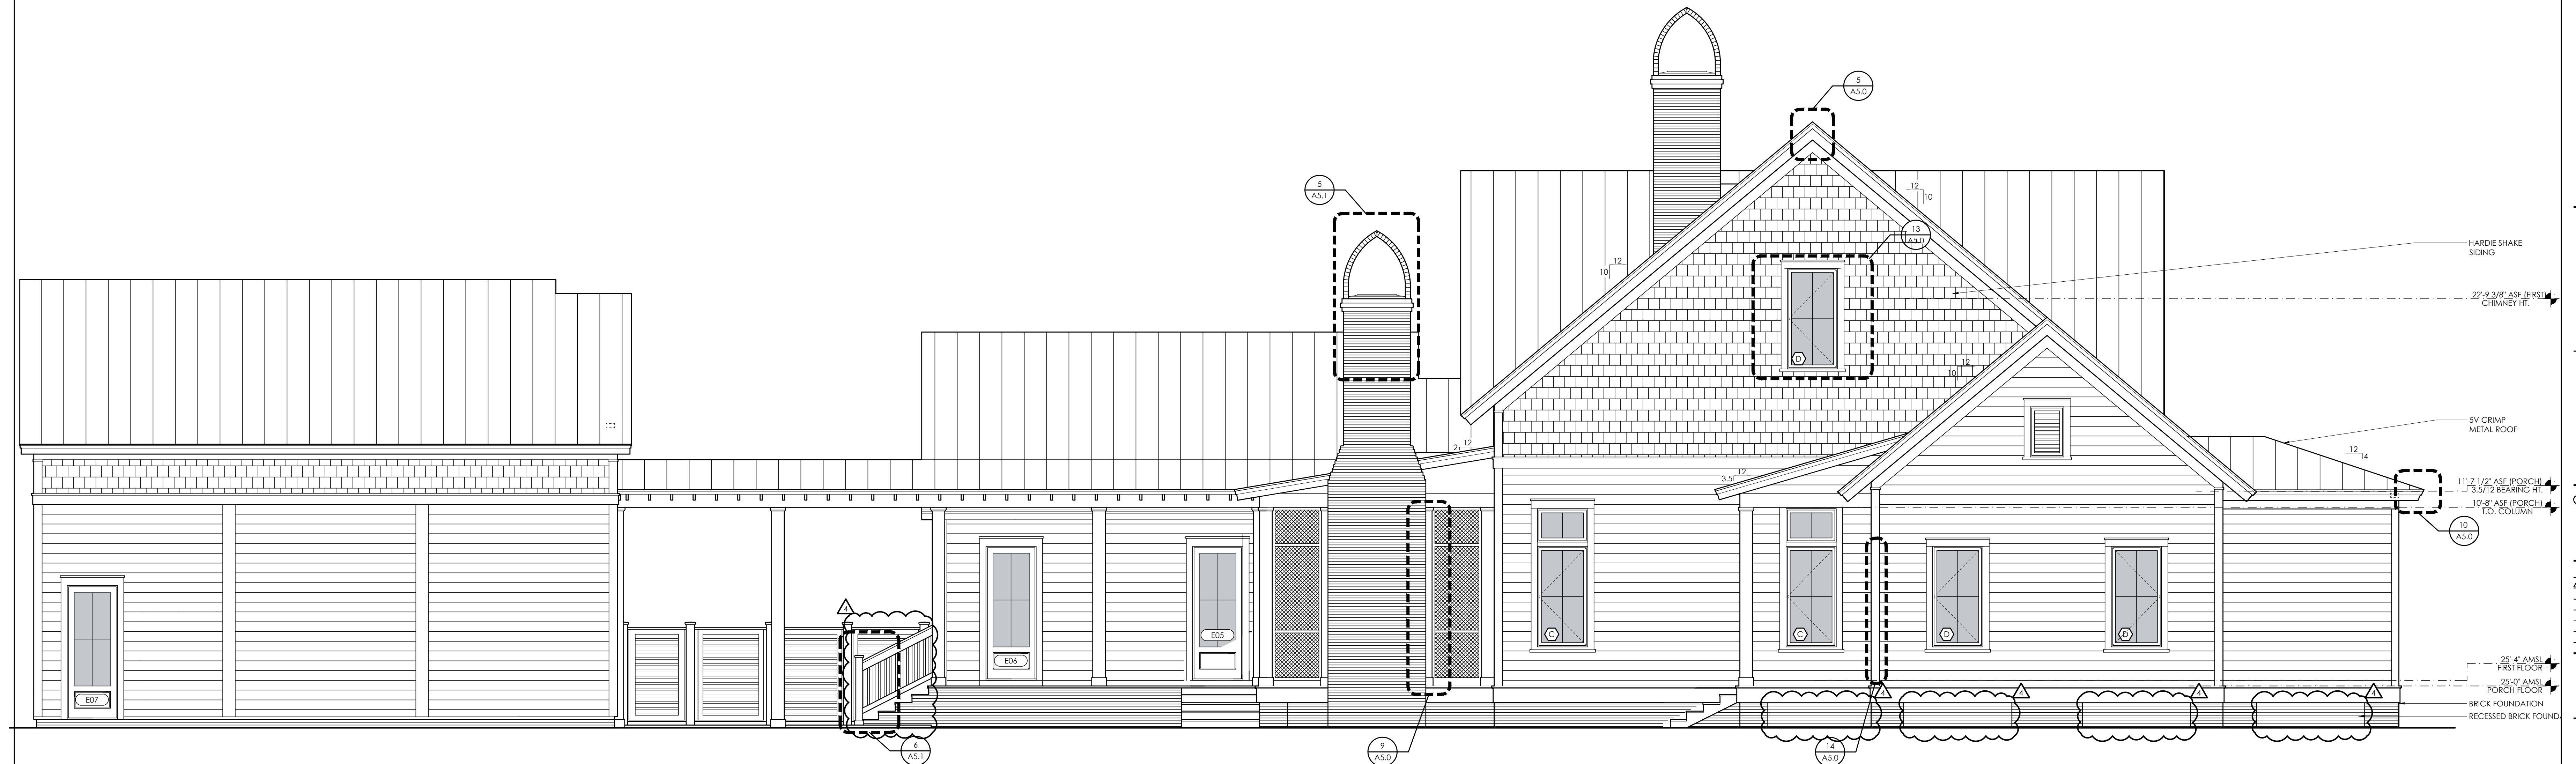 5
A5.0
5
A5.1
12
10
13
A5.0
12
10
HARDIE SHAKE
SIDING
22'-9 3/8" ASF (FIRST)
CHIMNEY HT.
D
12
10
5V CRIMP
METAL ROOF
12
2
12
4
12
3.5
11'-7 1/2" ASF (PORCH)
3.5/12 BEARING HT.
10'-8" ASF (PORCH)
T.O. COLUMN
10
A5.0
4
E05
C
C
D
D
E06
25'-4" AMSL
FIRST FLOOR
25'-0" AMSL
PORCH FLOOR
E07
4
4
4
4
BRICK FOUNDATION
RECESSED BRICK FOUNDA
6
A5.1
9
A5.0
14
A5.0